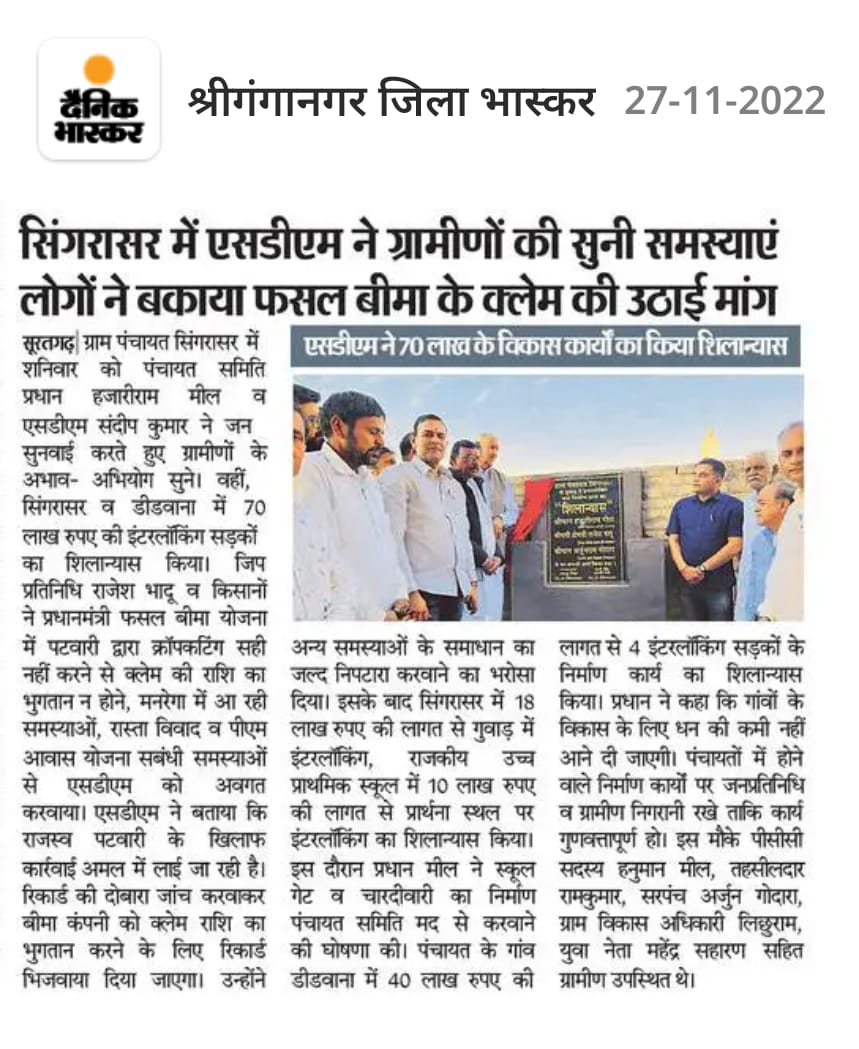 दैनिक
भास्कर
श्रीगंगानगर जिला भास्कर 27-11-2022
सिंगरासर में एसडीएम ने ग्रामीणों की सुनी समस्याएं
लोगों ने बकाया फसल बीमा के क्लेम की उठाई मांग
सूरतगढ़| ग्राम पंचायत सिंगरासर में
शनिवार को पंचायत समिति
प्रधान हजारीराम मील व
एसडीएम संदीप कुमार ने जन
सुनवाई करते हुए ग्रामीणों के
अभाव- अभियोग सुने। वहीं,
सिंगरासर व डीडवाना में 70
लाख रुपए की इंटरलॉकिंग सड़कों
का शिलान्यास किया। जिप
प्रतिनिधि राजेश भादू व किसानों
ने प्रधानमंत्री फसल बीमा योजना
में पटवारी द्वारा क्रॉपकटिंग सही
नहीं करने से क्लेम की राशि का
भुगतान न होने, मनरेगा में आ रही
समस्याओं, रास्ता विवाद व पीएम
आवास योजना सबंधी समस्याओं
से एसडीएम को अवगत
करवाया। एसडीएम ने बताया कि
राजस्व पटवारी के खिलाफ
कार्रवाई अमल में लाई जा रही है।
रिकार्ड की दोबारा जांच करवाकर
बीमा कंपनी को क्लेम राशि का
भुगतान करने के लिए रिकार्ड
भिजवाया दिया जाएगा। उन्होंने
एसडीएम ने 70 लाख के विकास कार्यों का किया शिलान्यास
"शिलान्यास"
अन्य समस्याओं के समाधान का
जल्द निपटारा करवाने का भरोसा
दिया। इसके बाद सिंगरासर में 18
लाख रुपए की लागत से गुवाड़ में
इंटरलॉकिंग, राजकीय उच्च
प्राथमिक स्कूल में 10 लाख रुपए
की लागत से प्रार्थना स्थल पर
इंटरलॉकिंग का शिलान्यास किया।
इस दौरान प्रधान मील ने स्कूल
गेट व चारदीवारी का निर्माण
पंचायत समिति मद से करवाने
की घोषणा की। पंचायत के गांव
डीडवाना में 40 लाख रुपए की
लागत से 4 इंटरलॉकिंग सड़कों के
निर्माण कार्य का शिलान्यास
किया। प्रधान ने कहा कि गांवों के
विकास के लिए धन की कमी नहीं
आने दी जाएगी। पंचायतों में होने
वाले निर्माण कार्यों पर जनप्रतिनिधि
व ग्रामीण निगरानी रखे ताकि कार्य
गुणवत्तापूर्ण हो। इस मौके पीसीसी
सदस्य हनुमान मील, तहसीलदार
रामकुमार, सरपंच अर्जुन गोदारा,
ग्राम विकास अधिकारी लिछुराम,
युवा नेता महेंद्र सहारण सहित
ग्रामीण उपस्थित थे।